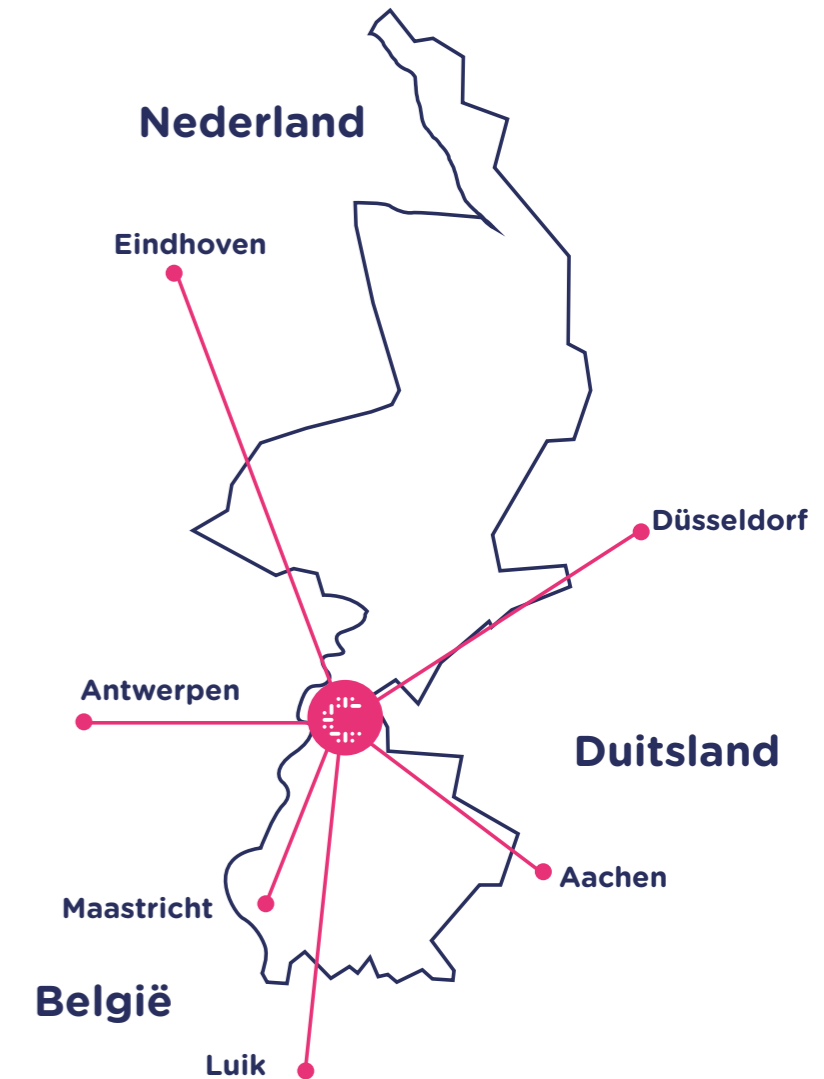 Nederland
Eindhoven
Düsseldorf
Antwerpen
Duitsland
Aachen
Maastricht
België
Luik